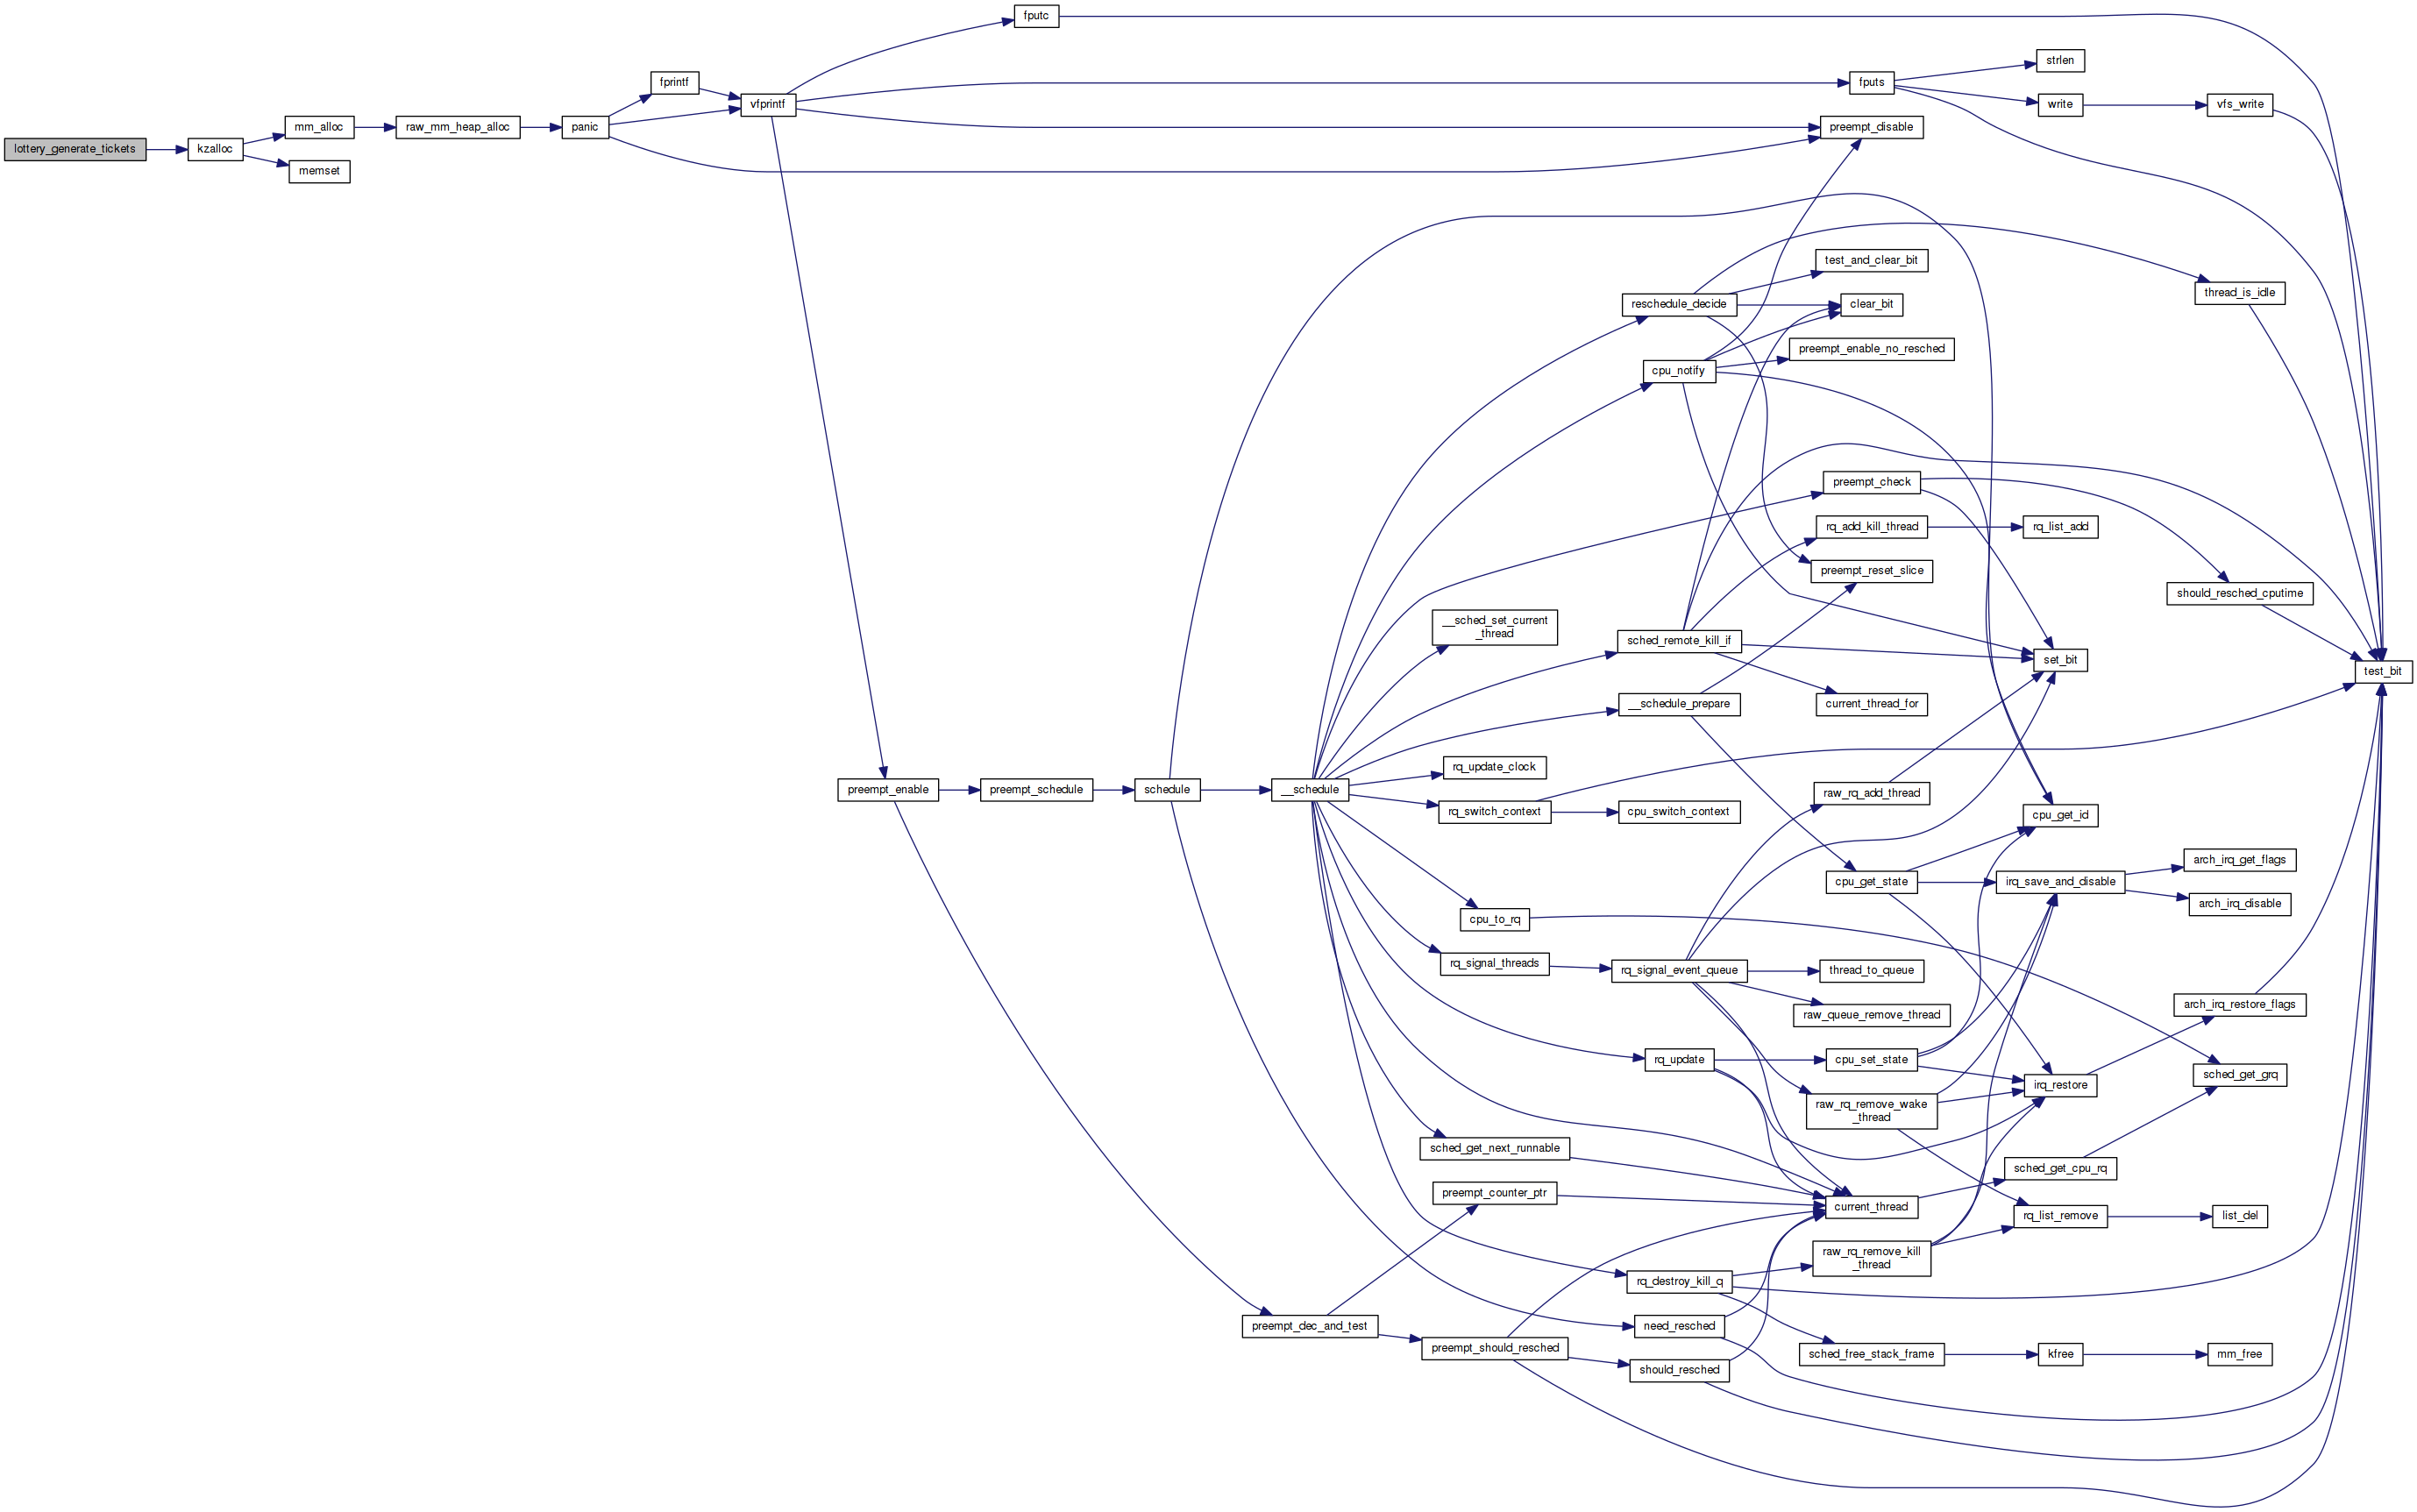 fputc
strlen
fprintf
fputs
vfprintf
write
vfs_write
mm_alloc
raw_mm_heap_alloc
panic
preempt_disable
lottery_generate_tickets
kzalloc
memset
test_and_clear_bit
thread_is_idle
reschedule_decide
clear_bit
preempt_enable_no_resched
cpu_notify
preempt_check
rq_add_kill_thread
rq_list_add
preempt_reset_slice
should_resched_cputime
__sched_set_current
_thread
sched_remote_kill_if
set_bit
test_bit
__schedule_prepare
current_thread_for
rq_update_clock
preempt_enable
preempt_schedule
schedule
__schedule
raw_rq_add_thread
rq_switch_context
cpu_switch_context
cpu_get_id
arch_irq_get_flags
cpu_get_state
irq_save_and_disable
arch_irq_disable
cpu_to_rq
rq_signal_threads
rq_signal_event_queue
thread_to_queue
raw_queue_remove_thread
arch_irq_restore_flags
rq_update
cpu_set_state
sched_get_grq
irq_restore
raw_rq_remove_wake
_thread
sched_get_next_runnable
sched_get_cpu_rq
preempt_counter_ptr
current_thread
rq_list_remove
list_del
raw_rq_remove_kill
_thread
rq_destroy_kill_q
preempt_dec_and_test
need_resched
preempt_should_resched
sched_free_stack_frame
kfree
mm_free
should_resched